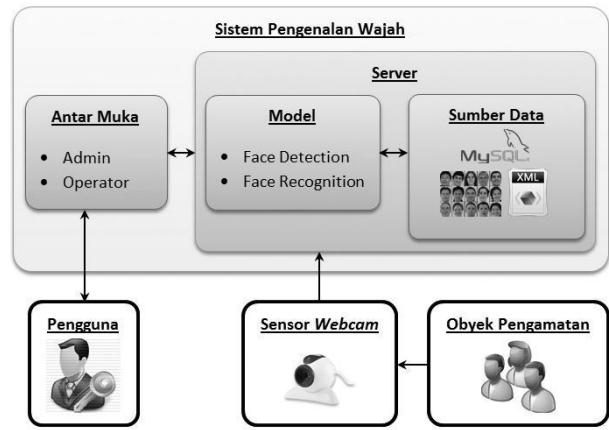 Sistem Pengenalan Wajah
Server
Antar Muka
• Admin
• Operator
Model
• Face Detection
• Face Recognition
Sumber Data
MySQL
XML
Pengguna
Sensor Webcam
Obyek Pengamatan